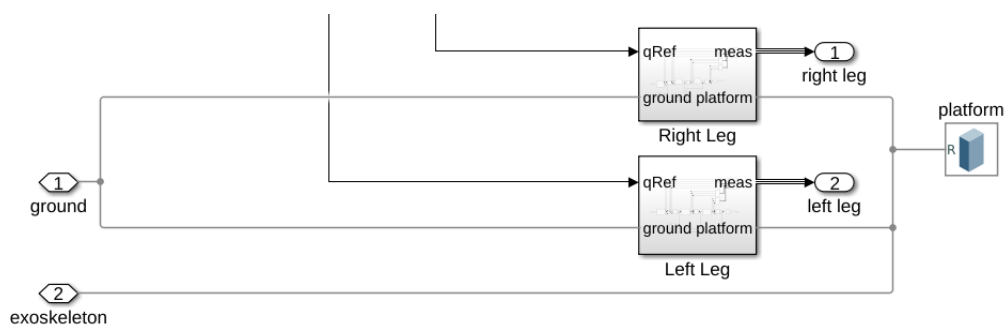 qRef meas
1
right leg
ground platform
Right Leg
platform
R
1
ground
qRef meas
2
left leg
ground platform
Left Leg
2
exoskeleton